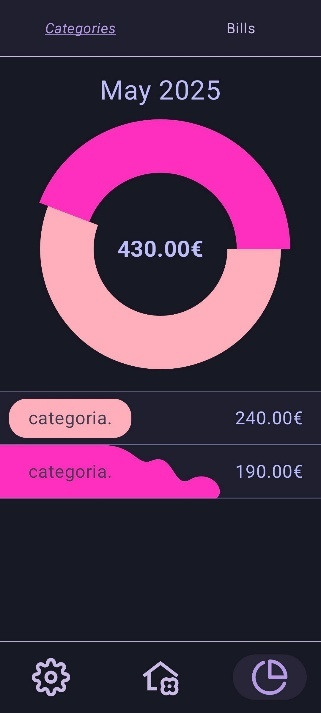 Categories Bills
May 2025
430.00€
categoria. 240.00€
categoria. 190.00€